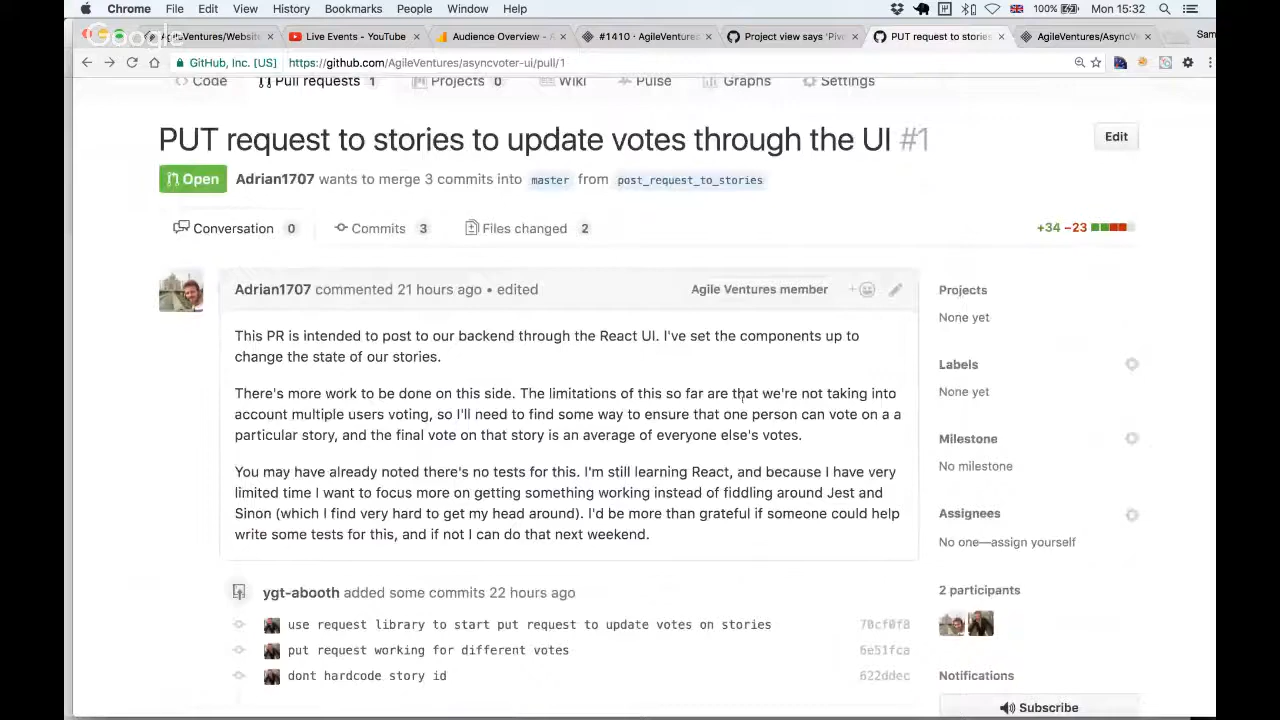 Chrome File Edit View History Bookmarks People Window Help 100% Mon 15:32
Google
AgileVentures/Website Live Events - YouTube Audience Overview - A #1410 · AgileVentures/ Project view says 'Piv PUT request to stories AgileVentures/AsyncV Sam
GitHub, Inc. [US] https://github.com/AgileVentures/asyncvoter-ui/pull/1
Code Pull requests 1 Projects 0 Wiki Pulse Graphs Settings
PUT request to stories to update votes through the UI #1
Edit
Open Adrian1707 wants to merge 3 commits into master from post_request_to_stories
Conversation 0 Commits 3 Files changed 2 +34 −23
Adrian1707 commented 21 hours ago • edited Agile Ventures member
This PR is intended to post to our backend through the React UI. I've set the components up to
change the state of our stories.
There's more work to be done on this side. The limitations of this so far are that we're not taking into
account multiple users voting, so I'll need to find some way to ensure that one person can vote on a a
particular story, and the final vote on that story is an average of everyone else's votes.
You may have already noted there's no tests for this. I'm still learning React, and because I have very
limited time I want to focus more on getting something working instead of fiddling around Jest and
Sinon (which I find very hard to get my head around). I'd be more than grateful if someone could help
write some tests for this, and if not I can do that next weekend.
ygt-abooth added some commits 22 hours ago
use request library to start put request to update votes on stories 70cf0f8
put request working for different votes 6e51fca
dont hardcode story id 622ddec
Projects
None yet
Labels
None yet
Milestone
No milestone
Assignees
No one—assign yourself
2 participants
Notifications
Subscribe